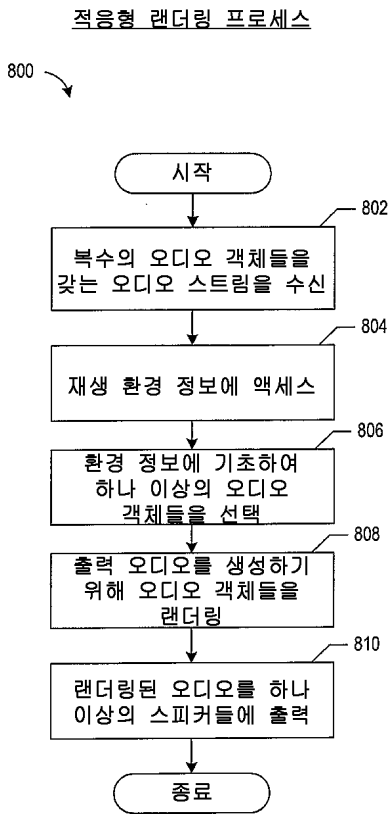 적응형 랜더링 프로세스
800
시작
802
복수의 오디오 객체들을
갖는 오디오 스트림을 수신
804
재생 환경 정보에 액세스
806
환경 정보에 기초하여
하나 이상의 오디오
객체들을 선택
808
출력 오디오를 생성하기
위해 오디오 객체들을
랜더링
810
랜더링된 오디오를 하나
이상의 스피커들에 출력
종료